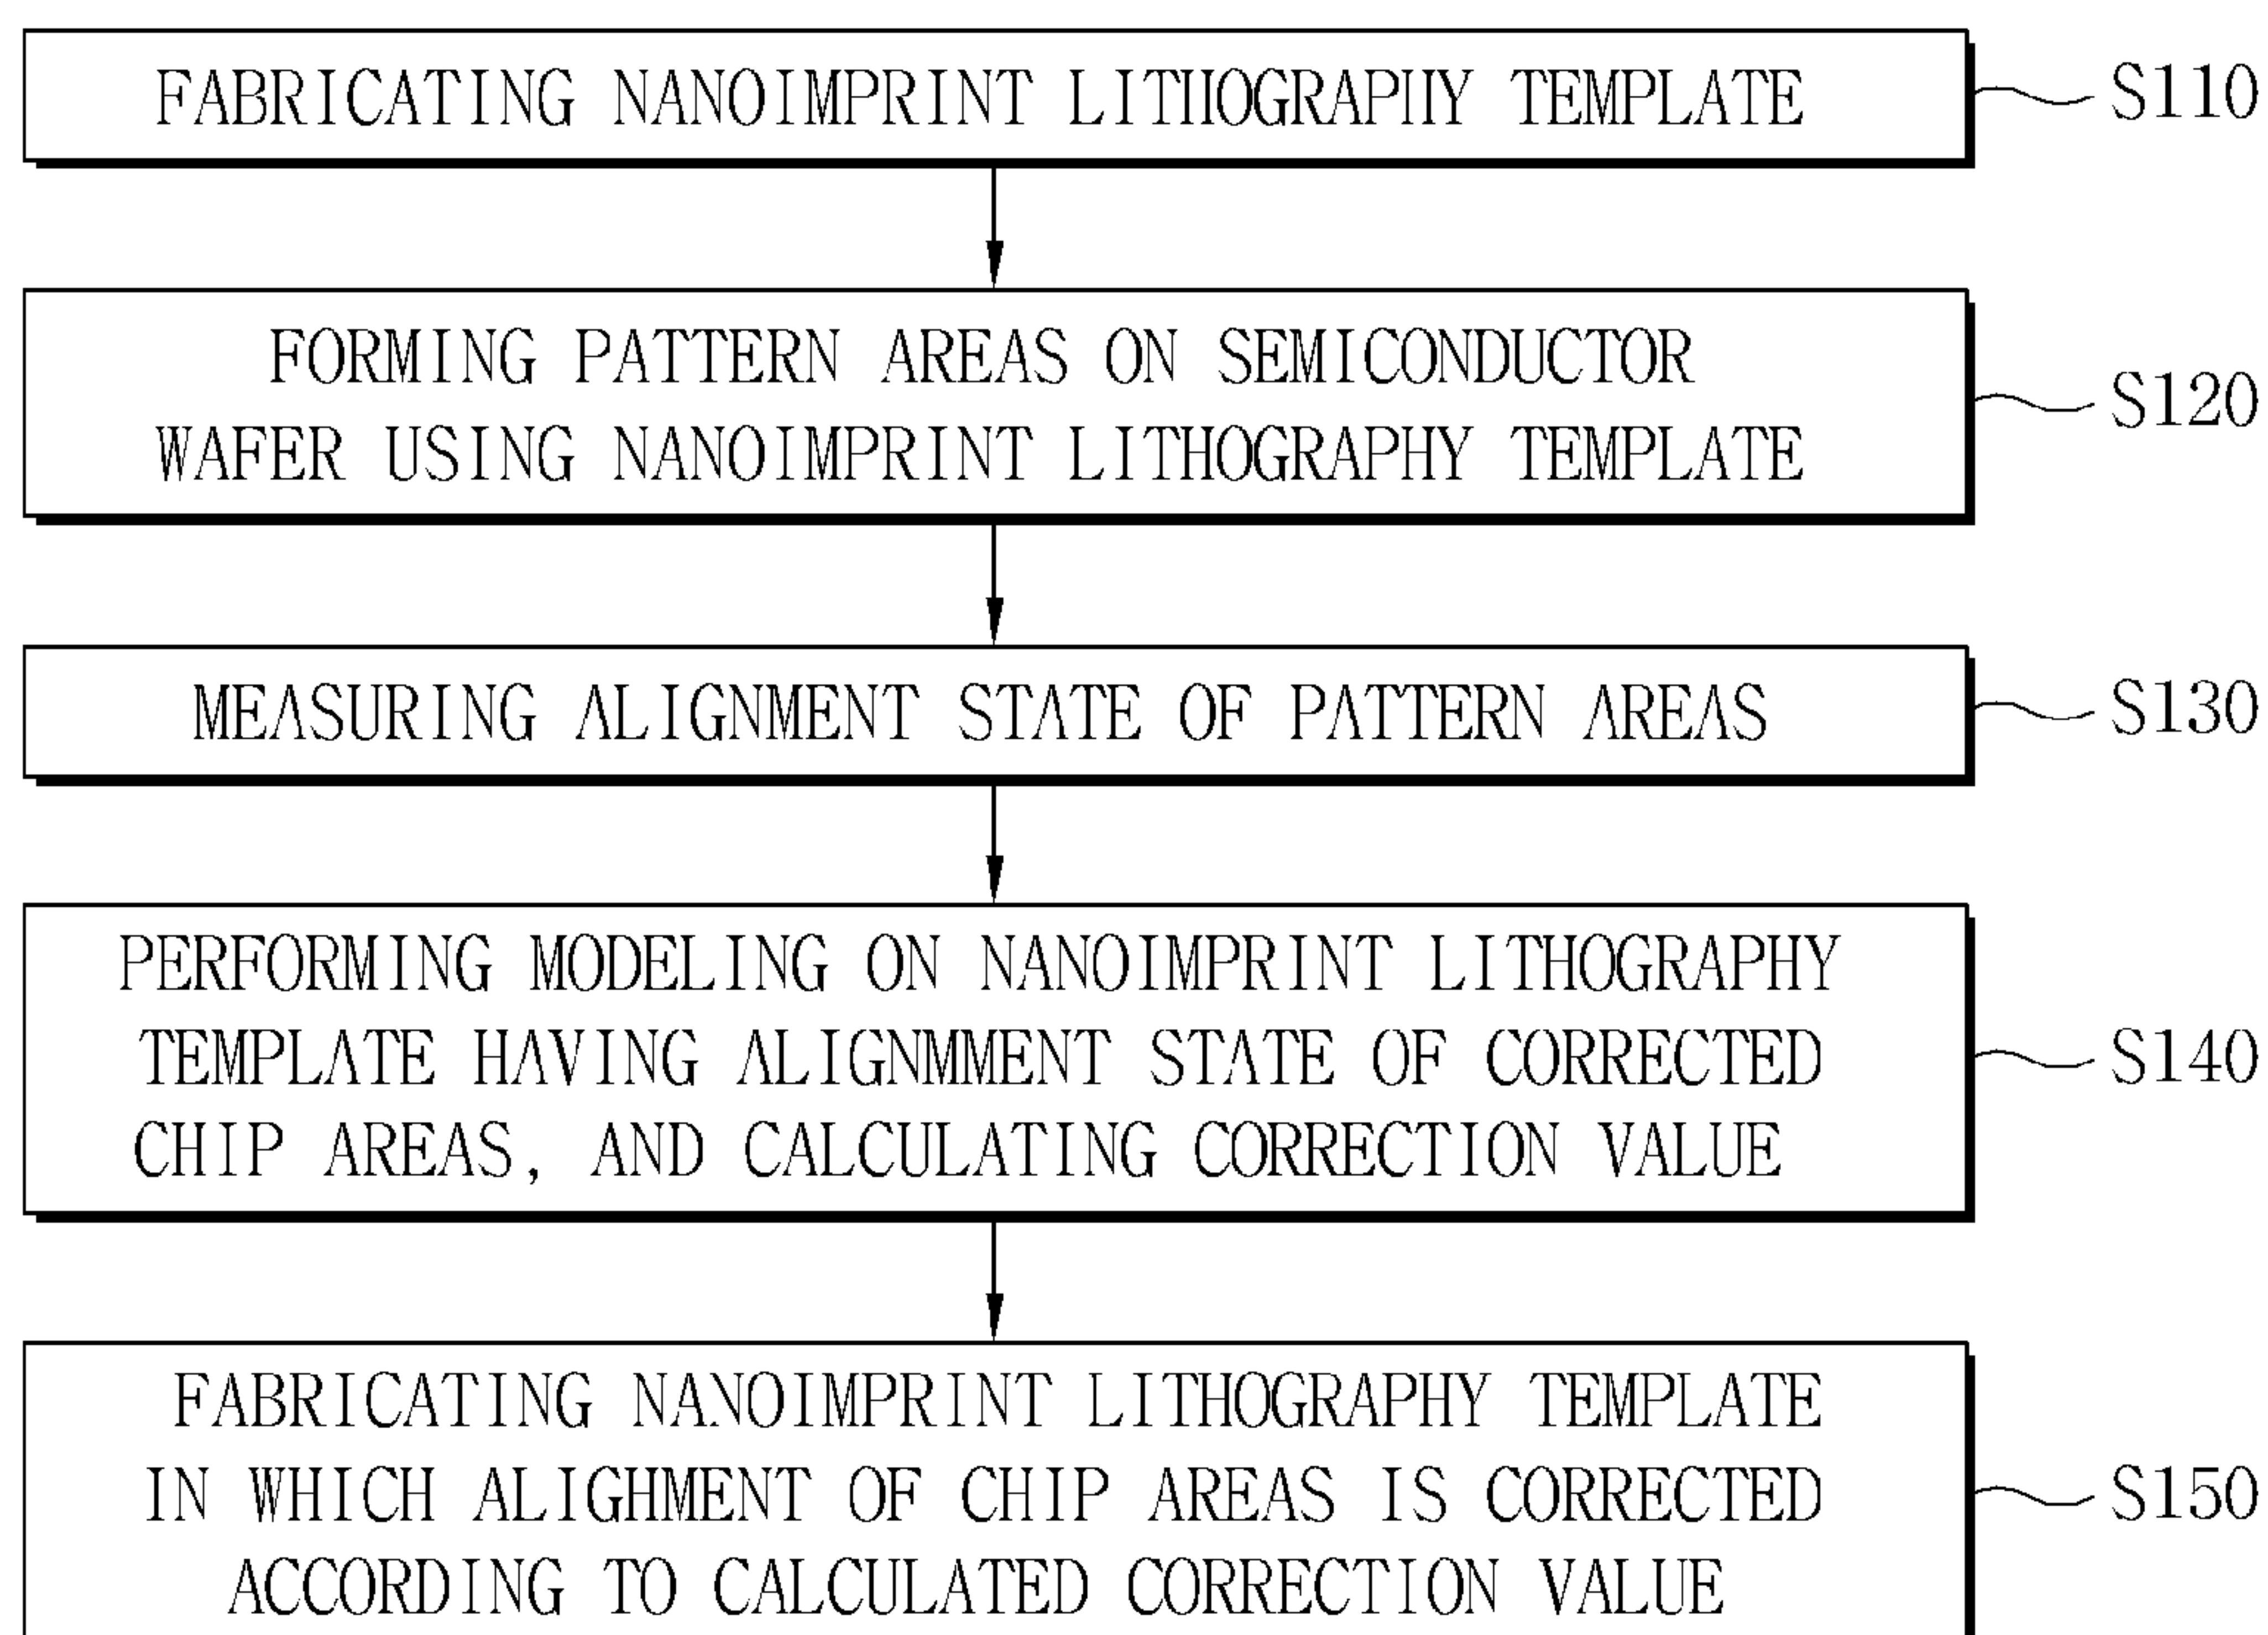 FABRICATING NANOIMPRINT LITHOGRAPHY TEMPLATE
S110
FORMING PATTERN AREAS ON SEMICONDUCTOR
WAFER USING NANOIMPRINT LITHOGRAPHY TEMPLATE
S120
MEASURING ALIGNMENT STATE OF PATTERN AREAS
S130
PERFORMING MODELING ON NANOIMPRINT LITHOGRAPHY
TEMPLATE HAVING ALIGNMMENT STATE OF CORRECTED
CHIP AREAS, AND CALCULATING CORRECTION VALUE
S140
FABRICATING NANOIMPRINT LITHOGRAPHY TEMPLATE
IN WHICH ALIGHMENT OF CHIP AREAS IS CORRECTED
ACCORDING TO CALCULATED CORRECTION VALUE
S150